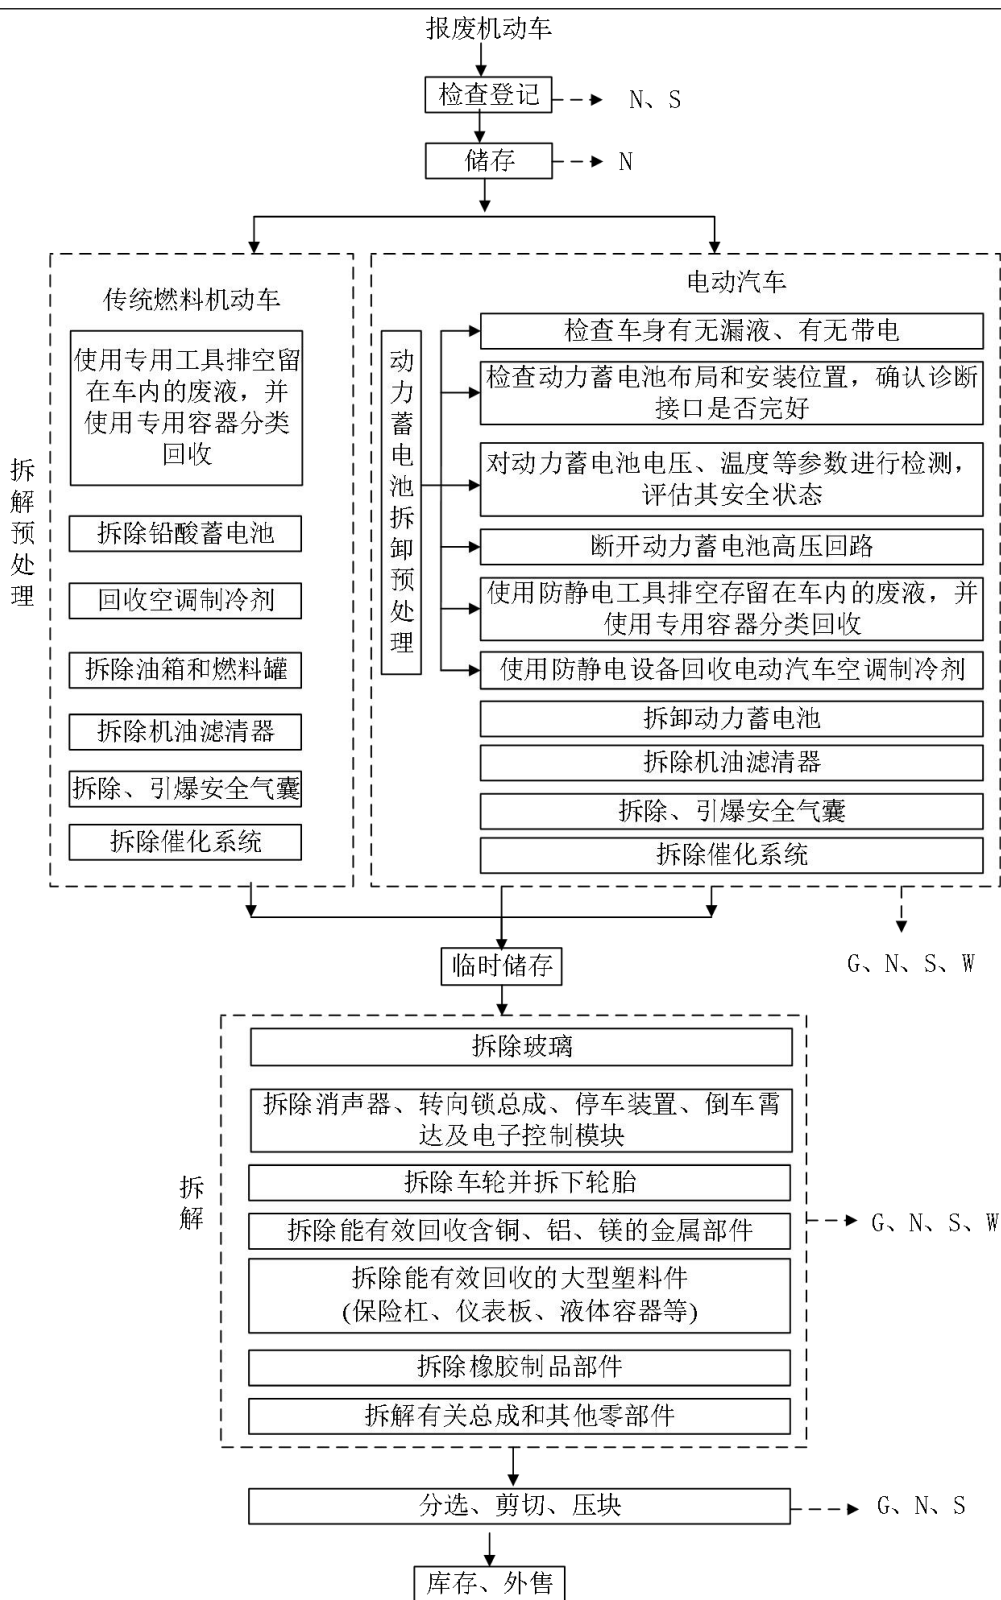 报废机动车
检查登记
N、S
储存
N
拆解预处理
传统燃料机动车
使用专用工具排空留
在车内的废液，并
使用专用容器分类
回收
拆除铅酸蓄电池
回收空调制冷剂
拆除油箱和燃料罐
拆除机油滤清器
拆除、引爆安全气囊
拆除催化系统
电动汽车
动力蓄电池拆卸预处理
检查车身有无漏液、有无带电
检查动力蓄电池布局和安装位置，确认诊断
接口是否完好
对动力蓄电池电压、温度等参数进行检测，
评估其安全状态
断开动力蓄电池高压回路
使用防静电工具排空存留在车内的废液，并
使用专用容器分类回收
使用防静电设备回收电动汽车空调制冷剂
拆卸动力蓄电池
拆除机油滤清器
拆除、引爆安全气囊
拆除催化系统
G、N、S、W
临时储存
拆解
拆除玻璃
拆除消声器、转向锁总成、停车装置、倒车霄
达及电子控制模块
拆除车轮并拆下轮胎
拆除能有效回收含铜、铝、镁的金属部件
拆除能有效回收的大型塑料件
(保险杠、仪表板、液体容器等)
拆除橡胶制品部件
拆解有关总成和其他零部件
G、N、S、W
分选、剪切、压块
G、N、S
库存、外售